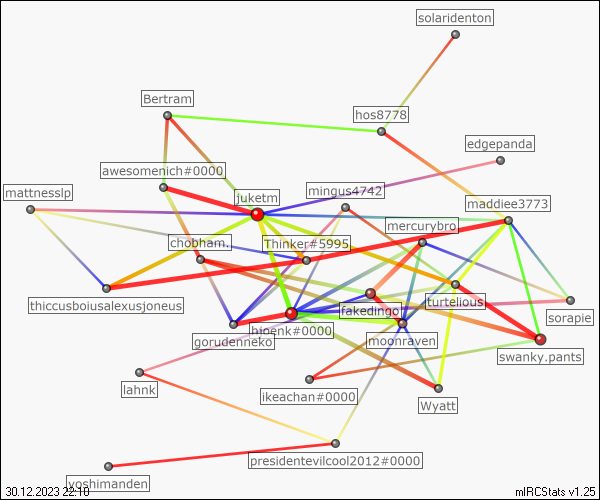 solaridenton
Bertram
hos8778
edgepanda
awesomenich#0000
mattnesslp
juketm
mingus4742
maddiee3773
mercurybro
chobham.
Thinker#5995
thiccusboiusalexusjoneus
fakedingo
turtelious
sorapie
gorudenneko
binenk#0000
moonraven
swanky.pants
lahnk
ikeachan#0000
Wyatt
presidentevilcool2012#0000
yoshimanden
30.12.2023 22:10
mIRCStats v1.25